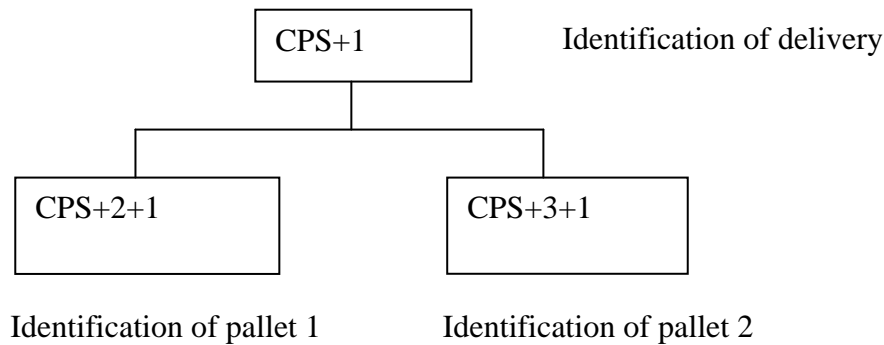 CPS+1
Identification of delivery
CPS+2+1
CPS+3+1
Identification of pallet 1
Identification of pallet 2